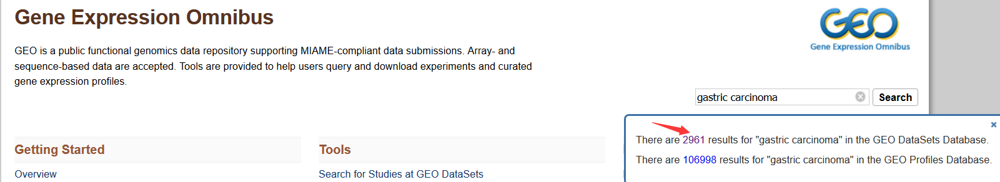 Gene Expression Omnibus
GEO
Gene Expression Omnibus
GEO is a public functional genomics data repository supporting MIAME-compliant data submissions. Array- and
sequence-based data are accepted. Tools are provided to help users query and download experiments and curated
gene expression profiles.
gastric carcinoma
Search
There are 2961 results for "gastric carcinoma" in the GEO DataSets Database.
There are 106998 results for "gastric carcinoma" in the GEO Profiles Database.
Getting Started
Tools
Overview
Search for Studies at GEO DataSets